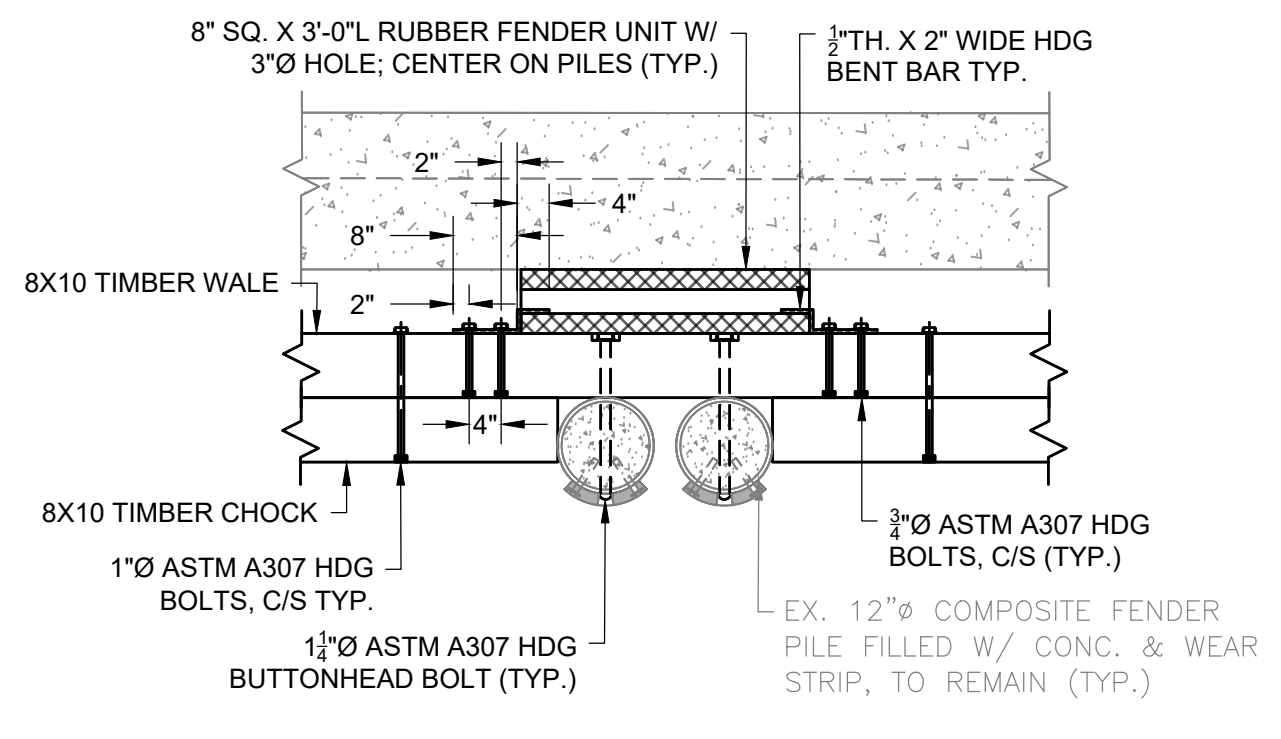 8" SQ. X 3'-0"L RUBBER FENDER UNIT W/
3"Ø HOLE; CENTER ON PILES (TYP.)
½"TH. X 2" WIDE HDG
BENT BAR TYP.
2"
4"
8"
8X10 TIMBER WALE
2"
4"
8X10 TIMBER CHOCK
1"Ø ASTM A307 HDG
BOLTS, C/S TYP.
1¼"Ø ASTM A307 HDG
BUTTONHEAD BOLT (TYP.)
¾"Ø ASTM A307 HDG
BOLTS, C/S (TYP.)
EX. 12"Ø COMPOSITE FENDER
PILE FILLED W/ CONC. & WEAR
STRIP, TO REMAIN (TYP.)